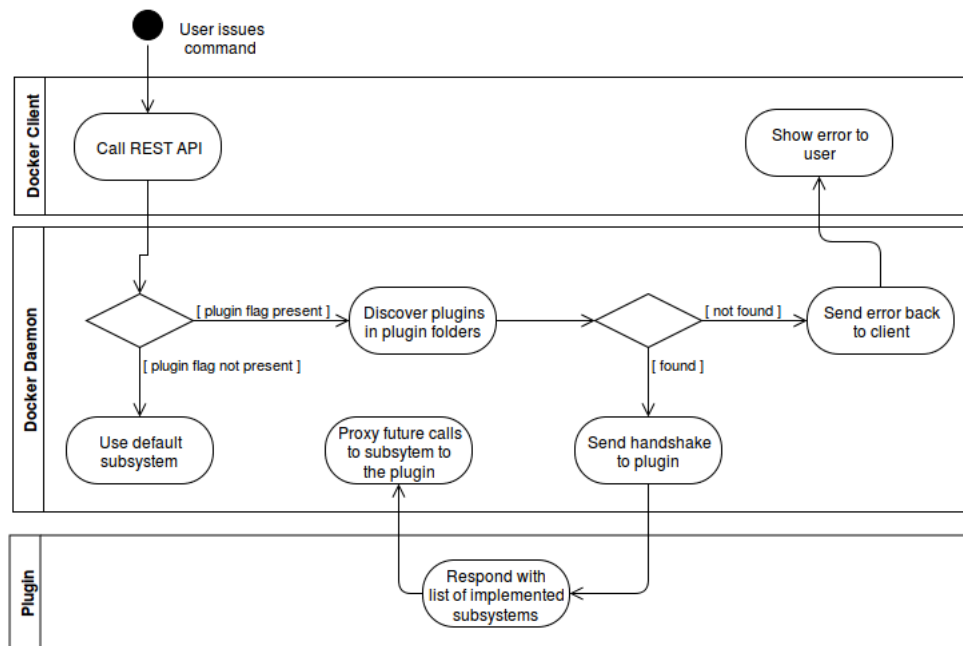 User issues
command
Docker Client
Call REST API
Show error to
user
Docker Daemon
[ plugin flag present ]
Discover plugins
in plugin folders
[ not found ]
Send error back
to client
[ plugin flag not present ]
[ found ]
Use default
subsystem
Proxy future calls
to subsytem to
the plugin
Send handshake
to plugin
Plugin
Respond with
list of implemented
subsystems